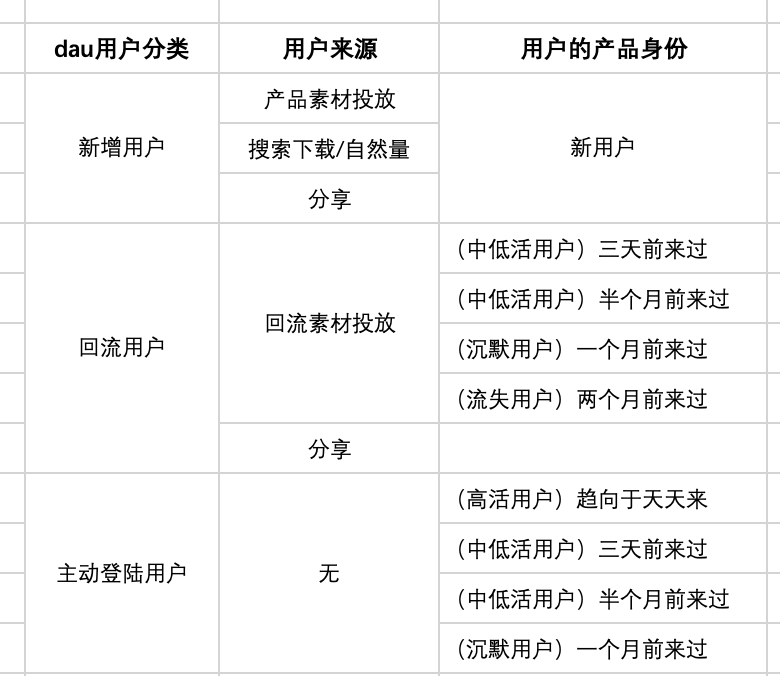 dau用户分类 用户来源 用户的产品身份
产品素材投放
新增用户 搜索下载/自然量 新用户
分享
（中低活用户）三天前来过
（中低活用户）半个月前来过
回流用户 回流素材投放
（沉默用户）一个月前来过
（流失用户）两个月前来过
分享
（高活用户）趋向于天天来
（中低活用户）三天前来过
主动登陆用户 无
（中低活用户）半个月前来过
（沉默用户）一个月前来过